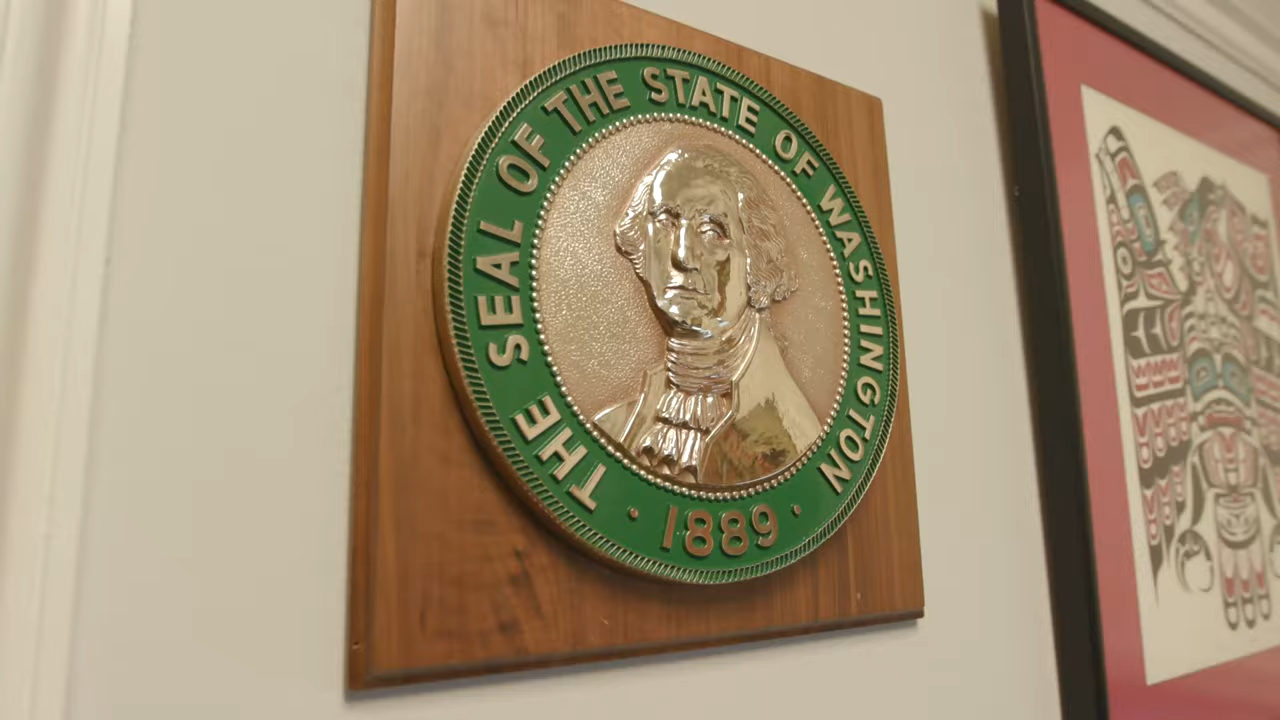 THE SEAL OF THE STATE OF WASHINGTON
· 1889 ·